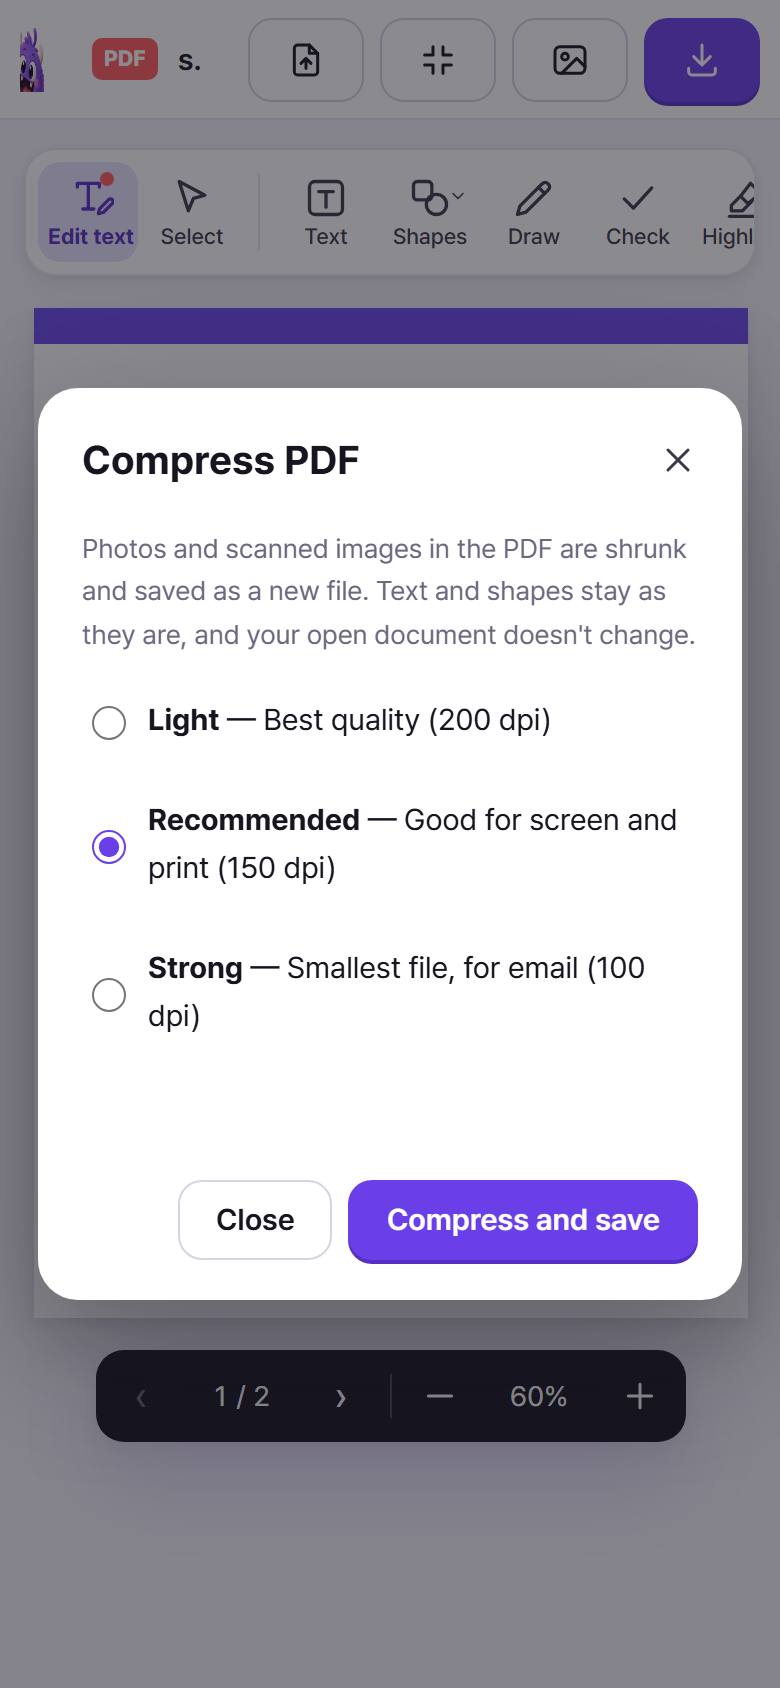 PDF s.
Edit text Select Text Shapes Draw Check Highl
Compress PDF
Photos and scanned images in the PDF are shrunk
and saved as a new file. Text and shapes stay as
they are, and your open document doesn't change.
Light — Best quality (200 dpi)
Recommended — Good for screen and
print (150 dpi)
Strong — Smallest file, for email (100
dpi)
Close Compress and save
‹ 1 / 2 › — 60% +